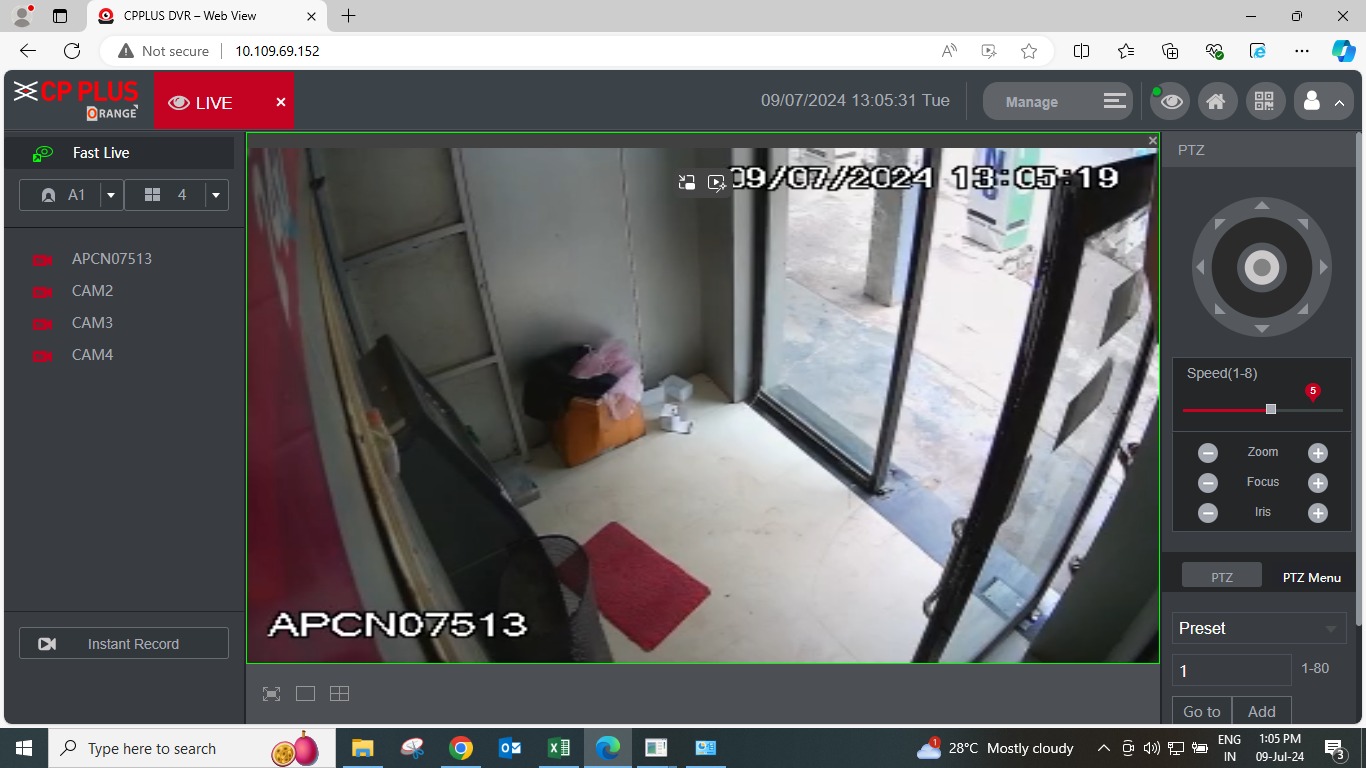 CPPLUS DVR – Web View
Not secure
10.109.69.152
CP PLUS
ORANGE
LIVE
09/07/2024 13:05:31 Tue
Manage
Fast Live
A1
4
APCN07513
CAM2
CAM3
CAM4
Instant Record
09/07/2024 13:05:19
APCN07513
PTZ
Speed(1-8)
5
Zoom
Focus
Iris
PTZ
PTZ Menu
Preset
1
1-80
Go to
Add
Type here to search
1
28°C Mostly cloudy
ENG
IN
1:05 PM
09-Jul-24
3